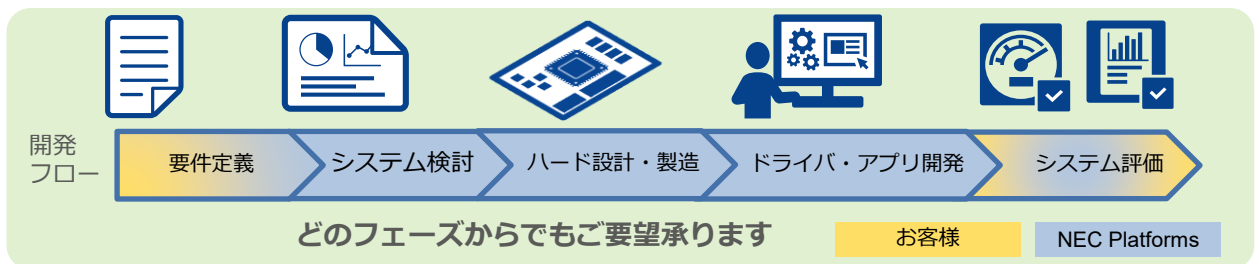 開発
フロー
要件定義
システム検討
ハード設計・製造
ドライバ・アプリ開発
システム評価
どのフェーズからでもご要望承ります
お客様
NEC Platforms